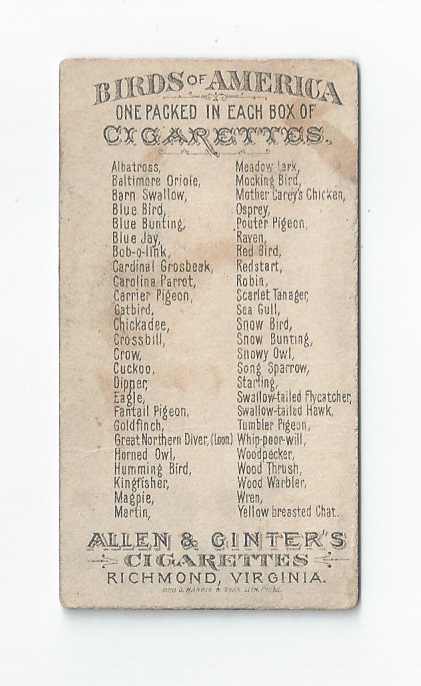 BIRDS OF AMERICA
ONE PACKED IN EACH BOX OF
CIGARETTES.
Albatross,
Baltimore Oriole,
Barn Swallow,
Blue Bird,
Blue Bunting,
Blue Jay,
Bob-o-link,
Cardinal Grosbeak,
Carolina Parrot,
Carrier Pigeon,
Catbird,
Chickadee,
Crossbill,
Crow,
Cuckoo,
Dipper,
Eagle,
Fantail Pigeon,
Goldfinch,
Great Northern Diver, (Loon)
Horned Owl,
Humming Bird,
Kingfisher,
Magpie,
Martin,
Meadow Lark,
Mocking Bird,
Mother Carey's Chicken,
Osprey,
Pouter Pigeon,
Raven,
Red Bird,
Redstart,
Robin,
Scarlet Tanager,
Sea Gull,
Snow Bird,
Snow Bunting,
Snowy Owl,
Song Sparrow,
Starling,
Swallow-tailed Flycatcher,
Swallow-tailed Hawk,
Tumbler Pigeon,
Whip-poor-will,
Woodpecker,
Wood Thrush,
Wood Warbler,
Wren,
Yellow breasted Chat.
ALLEN & GINTER'S
CIGARETTES
RICHMOND, VIRGINIA.
GEO. S. HARRIS & SONS, LITH. PHILA.